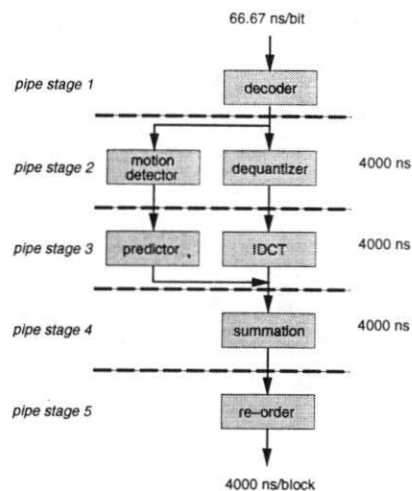 66.67 ns/bit
pipe stage 1
decoder
pipe stage 2
motion
detector
dequantizer
4000 ns
pipe stage 3
predictor
IDCT
4000 ns
pipe stage 4
summation
4000 ns
pipe stage 5
re-order
4000 ns/block